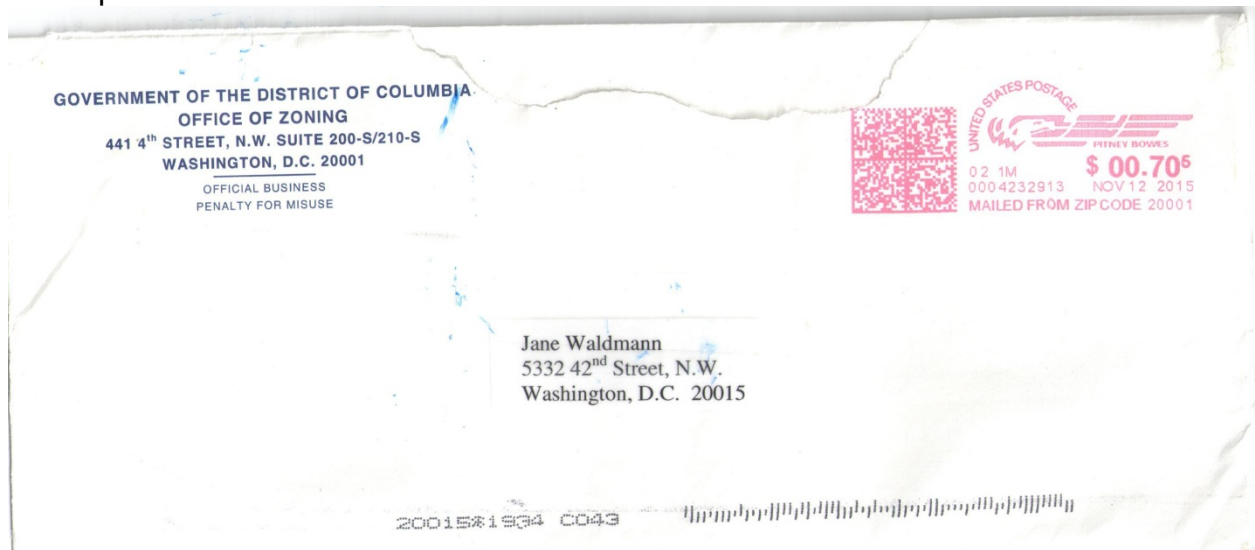 GOVERNMENT OF THE DISTRICT OF COLUMBIA
OFFICE OF ZONING
441 4th STREET, N.W. SUITE 200-S/210-S
WASHINGTON, D.C. 20001
OFFICIAL BUSINESS
PENALTY FOR MISUSE
UNITED STATES POSTAGE
PITNEY BOWES
02 1M
$ 00.705
0004232913
NOV 12 2015
MAILED FROM ZIP CODE 20001
Jane Waldmann
5332 42nd Street, N.W.
Washington, D.C. 20015
C043